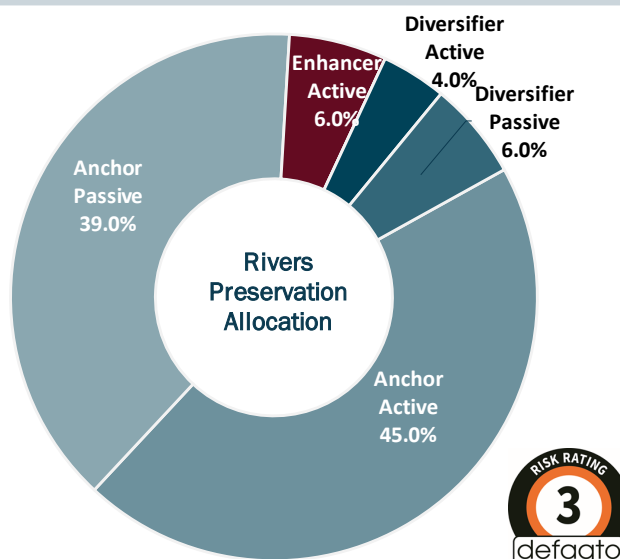 Diversifier
Active
4.0%
Enhancer
Active
6.0%
Diversifier
Passive
6.0%
Anchor
Passive
39.0%
Rivers
Preservation
Allocation
Anchor
Active
45.0%
RISK RATING
3
defaqto